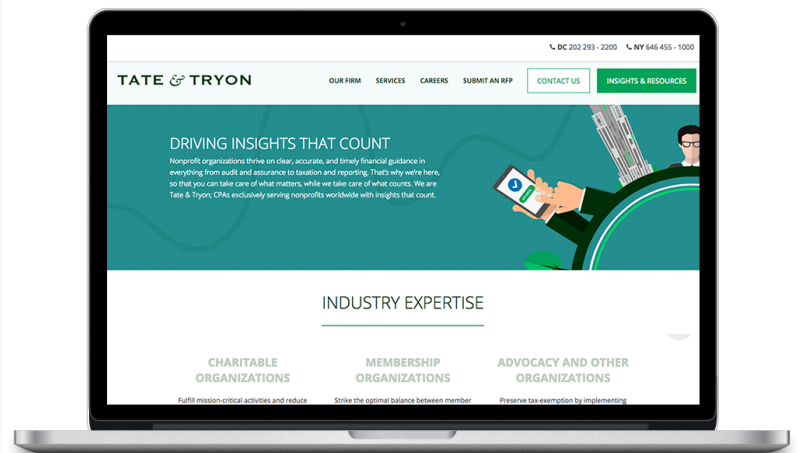 DC 202 293 - 2200 NY 646 455 - 1000
TATE & TRYON OUR FIRM SERVICES CAREERS SUBMIT AN RFP CONTACT US INSIGHTS & RESOURCES
DRIVING INSIGHTS THAT COUNT
Nonprofit organizations thrive on clear, accurate, and timely financial guidance in
everything from audit and assurance to taxation and reporting. That's why we're here,
so that you can take care of what matters, while we take care of what counts. We are
Tate & Tryon; CPAs exclusively serving nonprofits worldwide with insights that count.
INDUSTRY EXPERTISE
CHARITABLE
ORGANIZATIONS
Fulfill mission-critical activities and reduce
MEMBERSHIP
ORGANIZATIONS
Strike the optimal balance between member
ADVOCACY AND OTHER
ORGANIZATIONS
Preserve tax-exemption by implementing